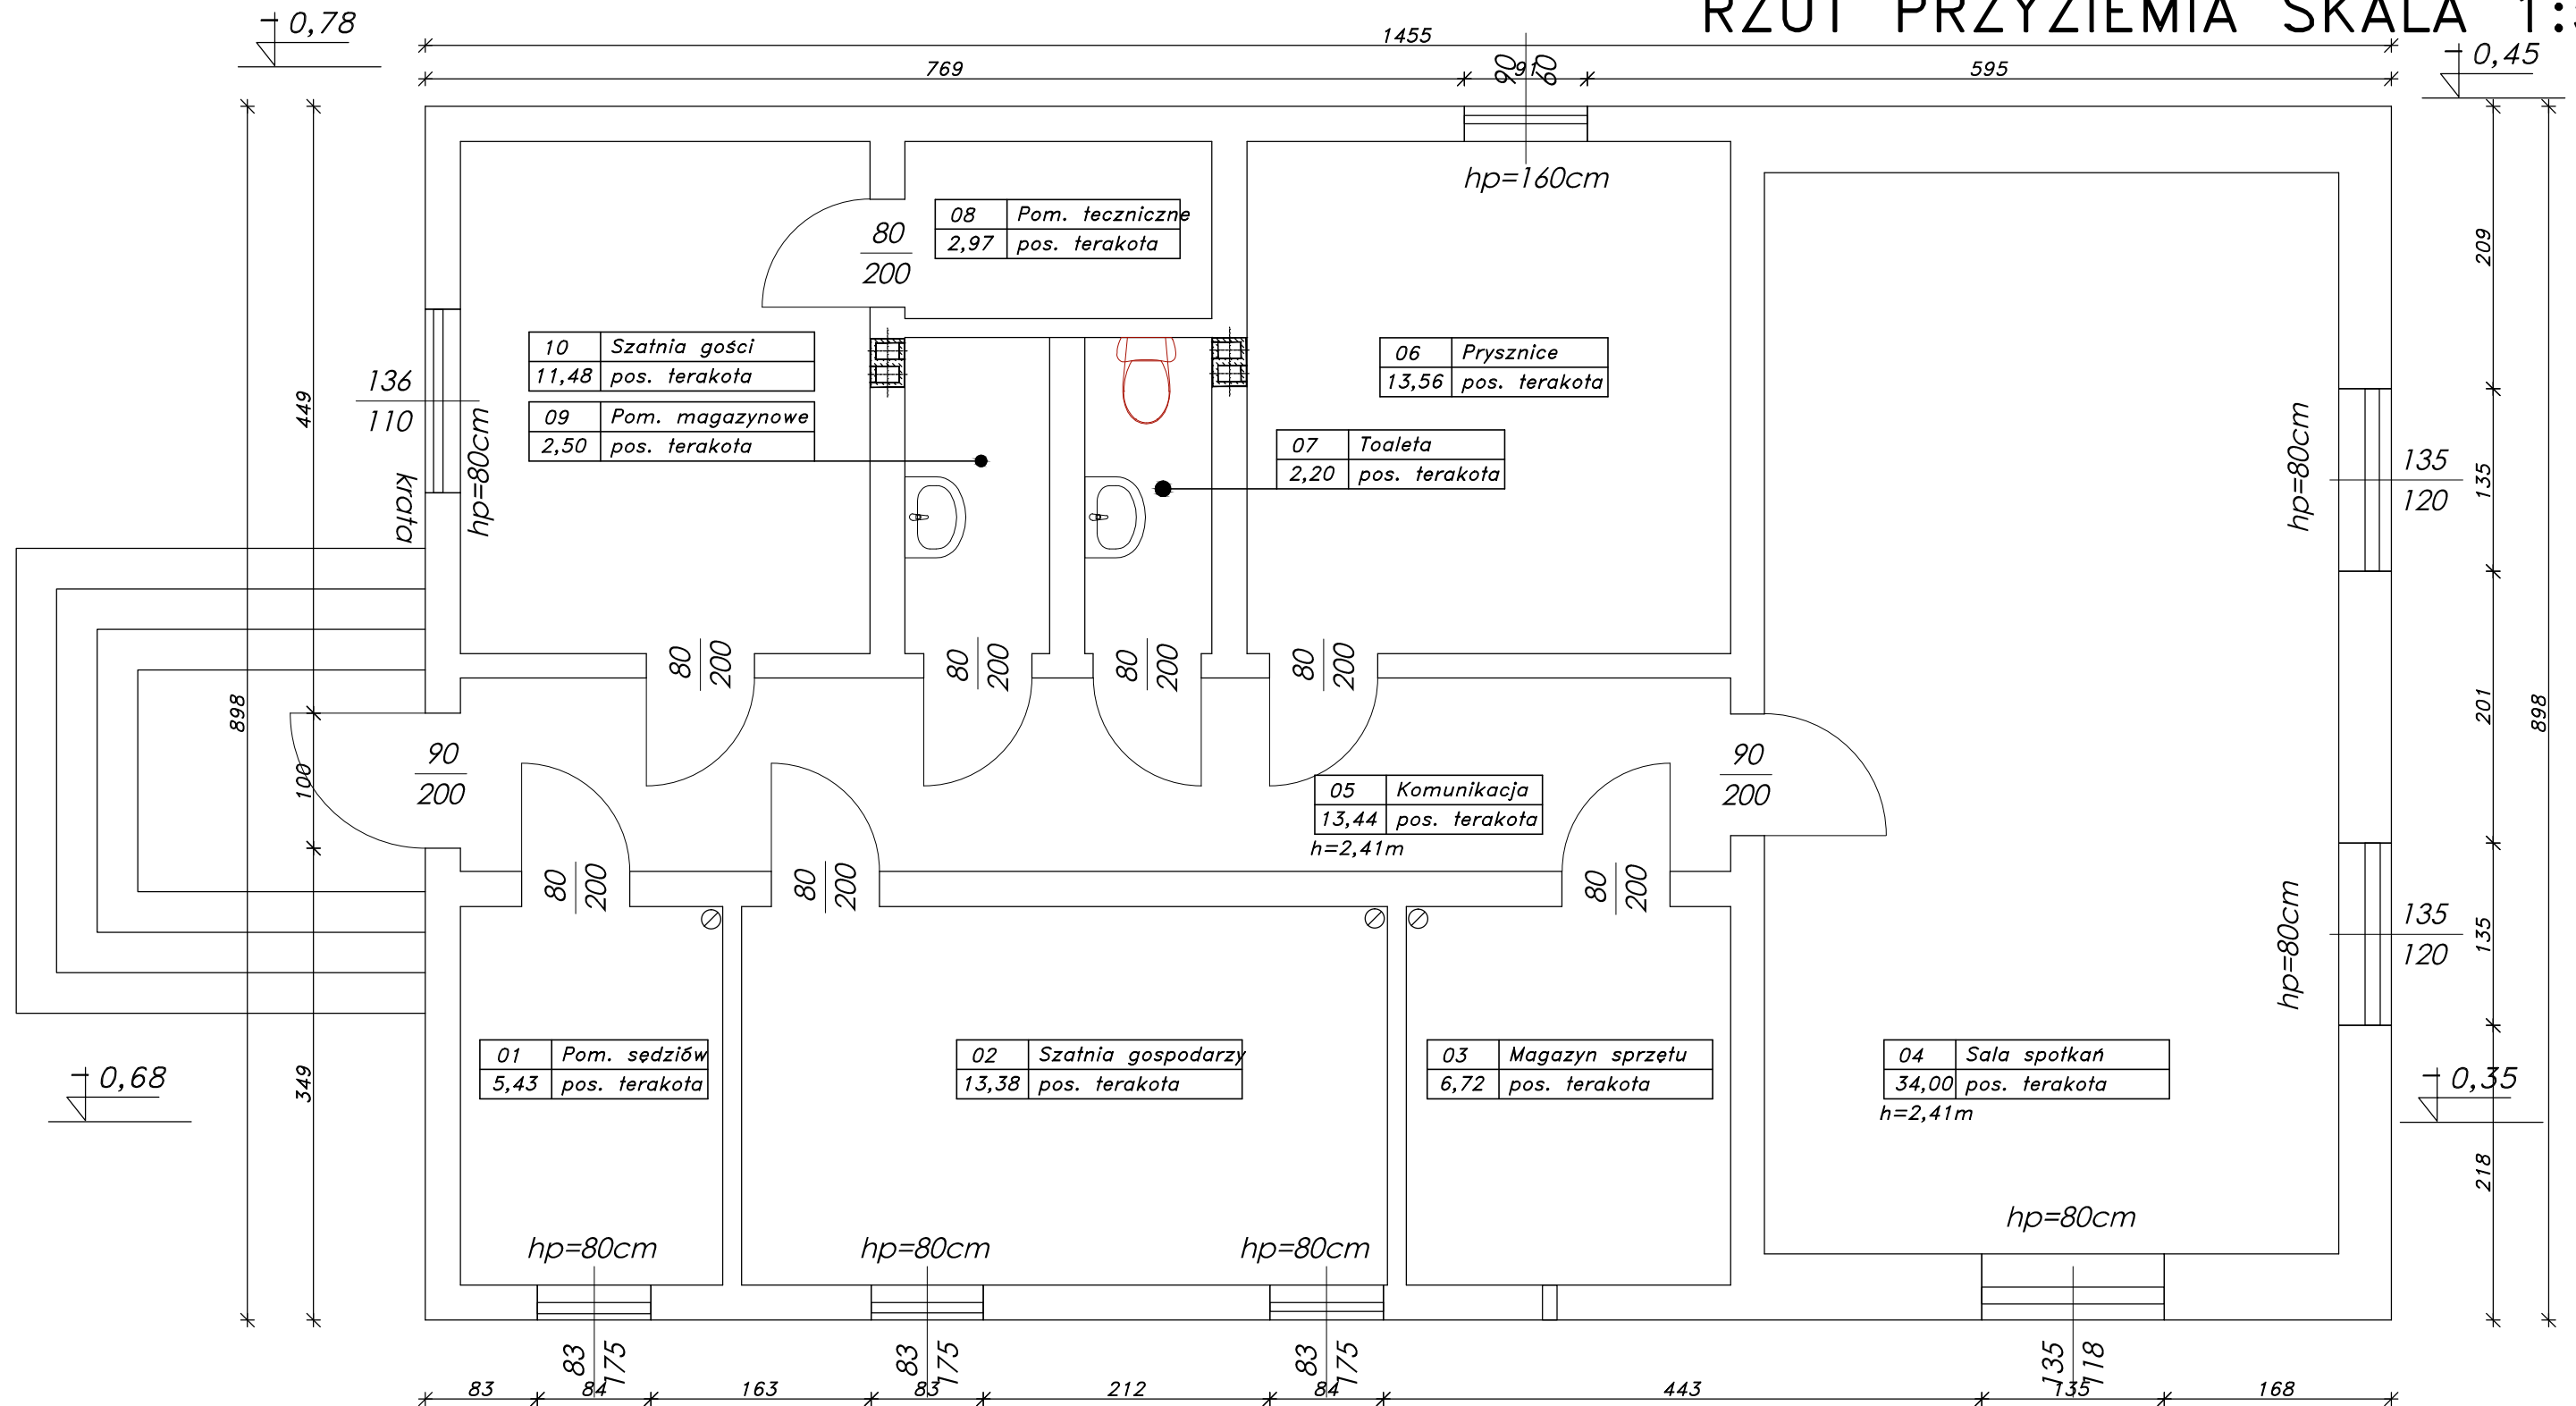 RZUT PRZYZIEMIA SKALA 1:
- 0,78
1455
- 0,45
769
91
595
90
60
hp=160cm
08 Pom. teczniczne
2,97 pos. terakota
80
200
209
10 Szatnia gości
11,48 pos. terakota
09 Pom. magazynowe
2,50 pos. terakota
06 Prysznice
13,56 pos. terakota
07 Toaleta
2,20 pos. terakota
136
110
hp=80cm
krata
449
hp=80cm
135
120
135
80
200
80
200
80
200
80
200
898
100
90
200
90
200
201
898
05 Komunikacja
13,44 pos. terakota
h=2,41m
80
200
80
200
80
200
hp=80cm
135
120
135
349
- 0,68
01 Pom. sędziów
5,43 pos. terakota
02 Szatnia gospodarzy
13,38 pos. terakota
03 Magazyn sprzętu
6,72 pos. terakota
04 Sala spotkań
34,00 pos. terakota
h=2,41m
- 0,35
218
hp=80cm
hp=80cm
hp=80cm
hp=80cm
83
175
83
175
83
175
135
118
83
84
163
83
212
84
443
135
168